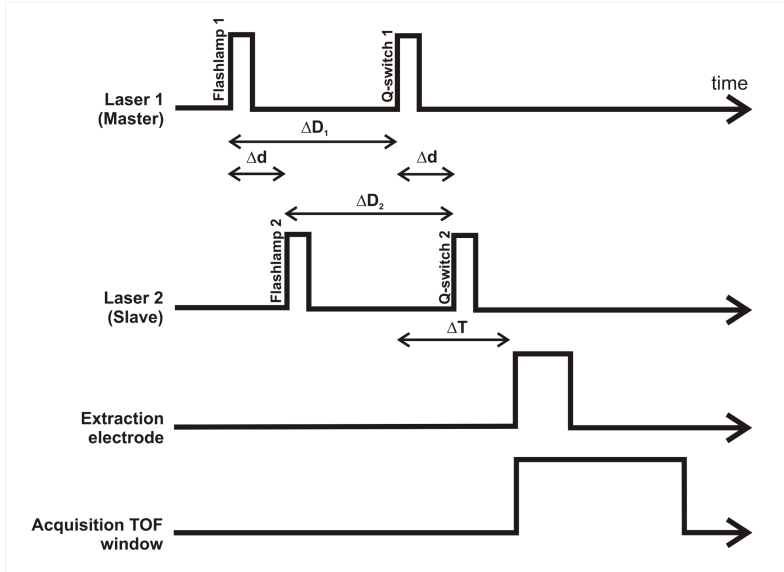 Flashlamp 1
Q-switch 1
time
Laser 1
(Master)
ΔD₁
Δd
Δd
ΔD₂
Flashlamp 2
Q-switch 2
Laser 2
(Slave)
ΔT
Extraction
electrode
Acquisition TOF
window